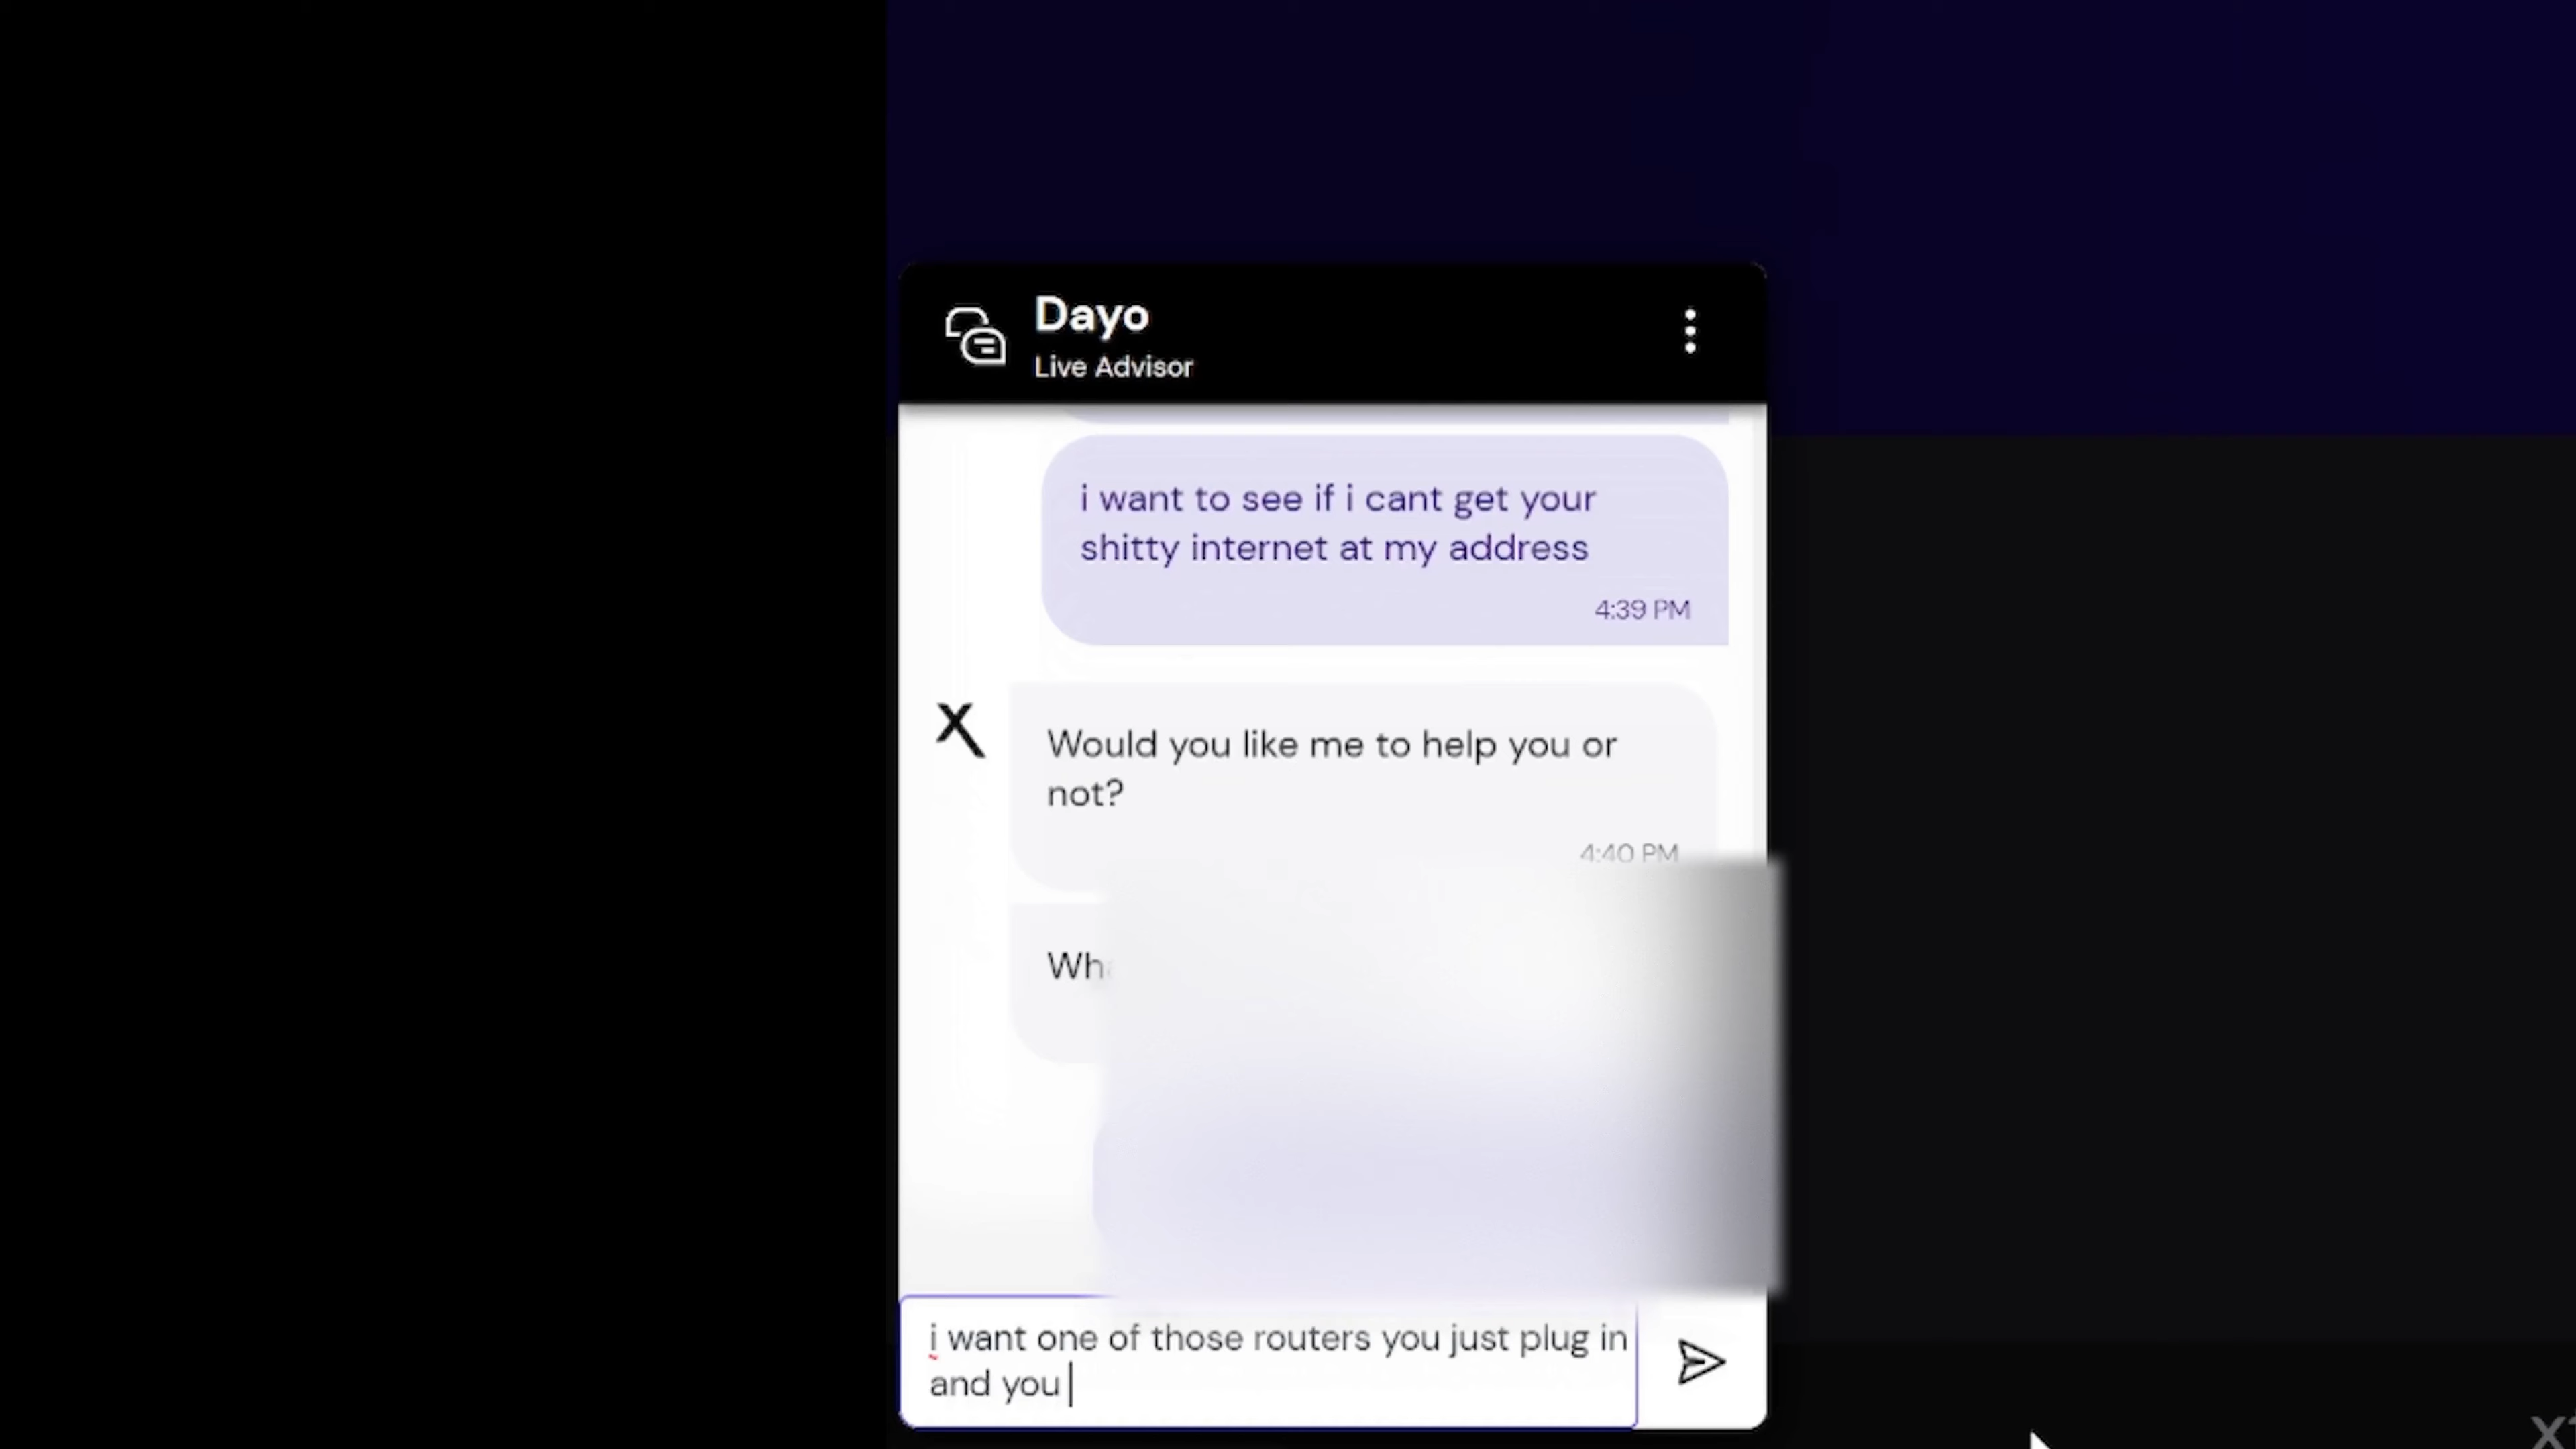 Dayo
Live Advisor
i want to see if i cant get your
shitty internet at my address
4:39 PM
X
Would you like me to help you or
not?
4:40 PM
i want one of those routers you just plug in
and you